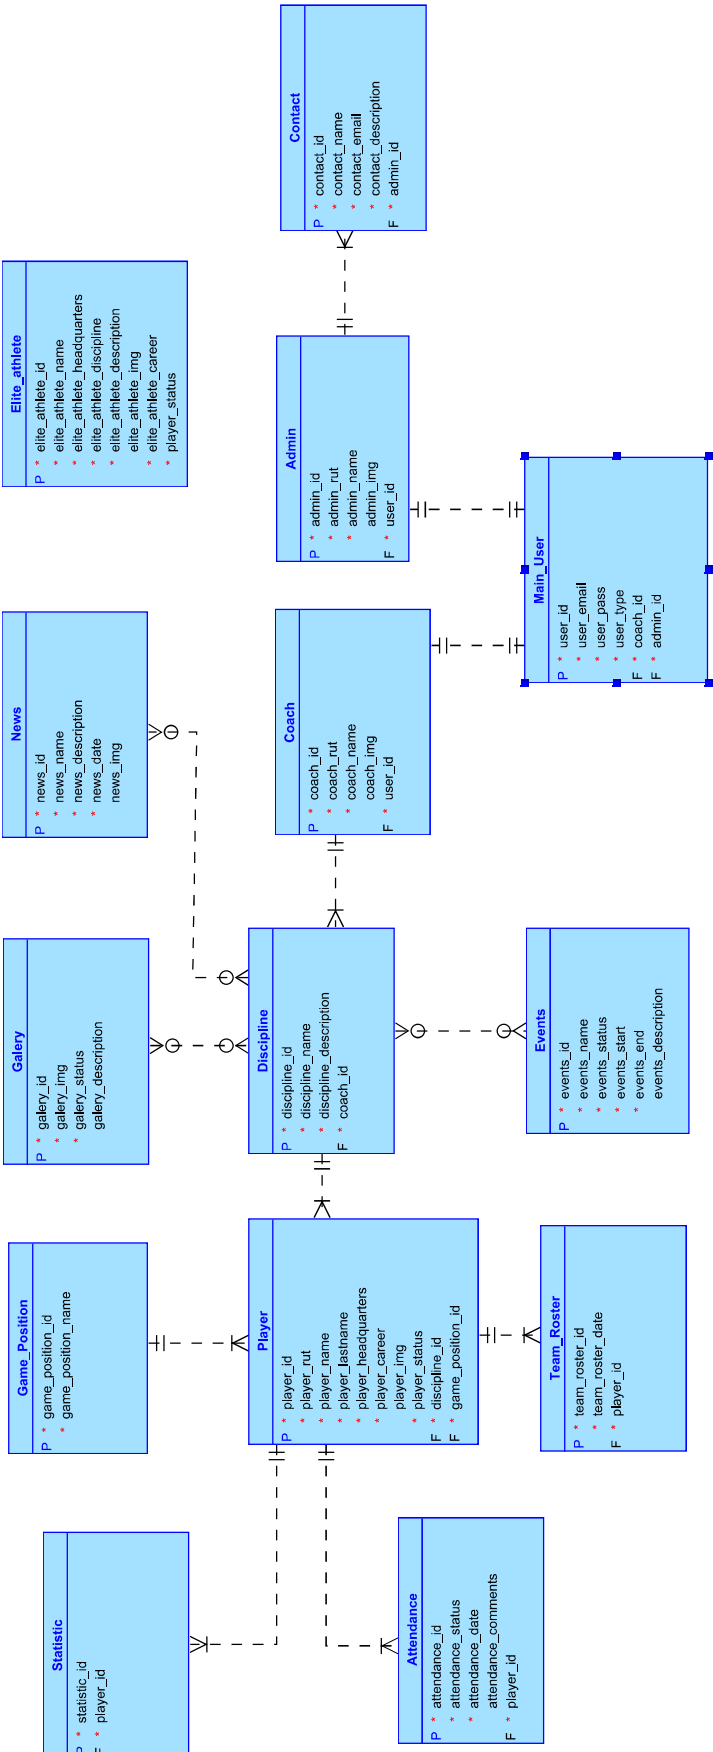 Statistic
P * statistic_id
F * player_id
Attendance
P * attendance_id
* attendance_status
* attendance_date
attendance_comments
F * player_id
Game_Position
P * game_position_id
* game_position_name
Player
P * player_id
* player_rut
* player_name
* player_lastname
* player_headquarters
* player_career
player_img
* player_status
F * discipline_id
F * game_position_id
Team_Roster
P * team_roster_id
* team_roster_date
F * player_id
Galery
P * galery_id
* galery_img
* galery_status
galery_description
Discipline
P * discipline_id
* discipline_name
* discipline_description
F * coach_id
Events
P * events_id
* events_name
* events_status
* events_start
* events_end
events_description
News
P * news_id
* news_name
* news_description
* news_date
news_img
Coach
P * coach_id
* coach_rut
* coach_name
coach_img
F * user_id
Main_User
P * user_id
* user_email
* user_pass
* user_type
F * coach_id
F * admin_id
Elite_athlete
P * elite_athlete_id
* elite_athlete_name
* elite_athlete_headquarters
* elite_athlete_discipline
* elite_athlete_description
elite_athlete_img
* elite_athlete_career
* player_status
Admin
P * admin_id
* admin_rut
* admin_name
admin_img
F * user_id
Contact
P * contact_id
* contact_name
* contact_email
* contact_description
F * admin_id